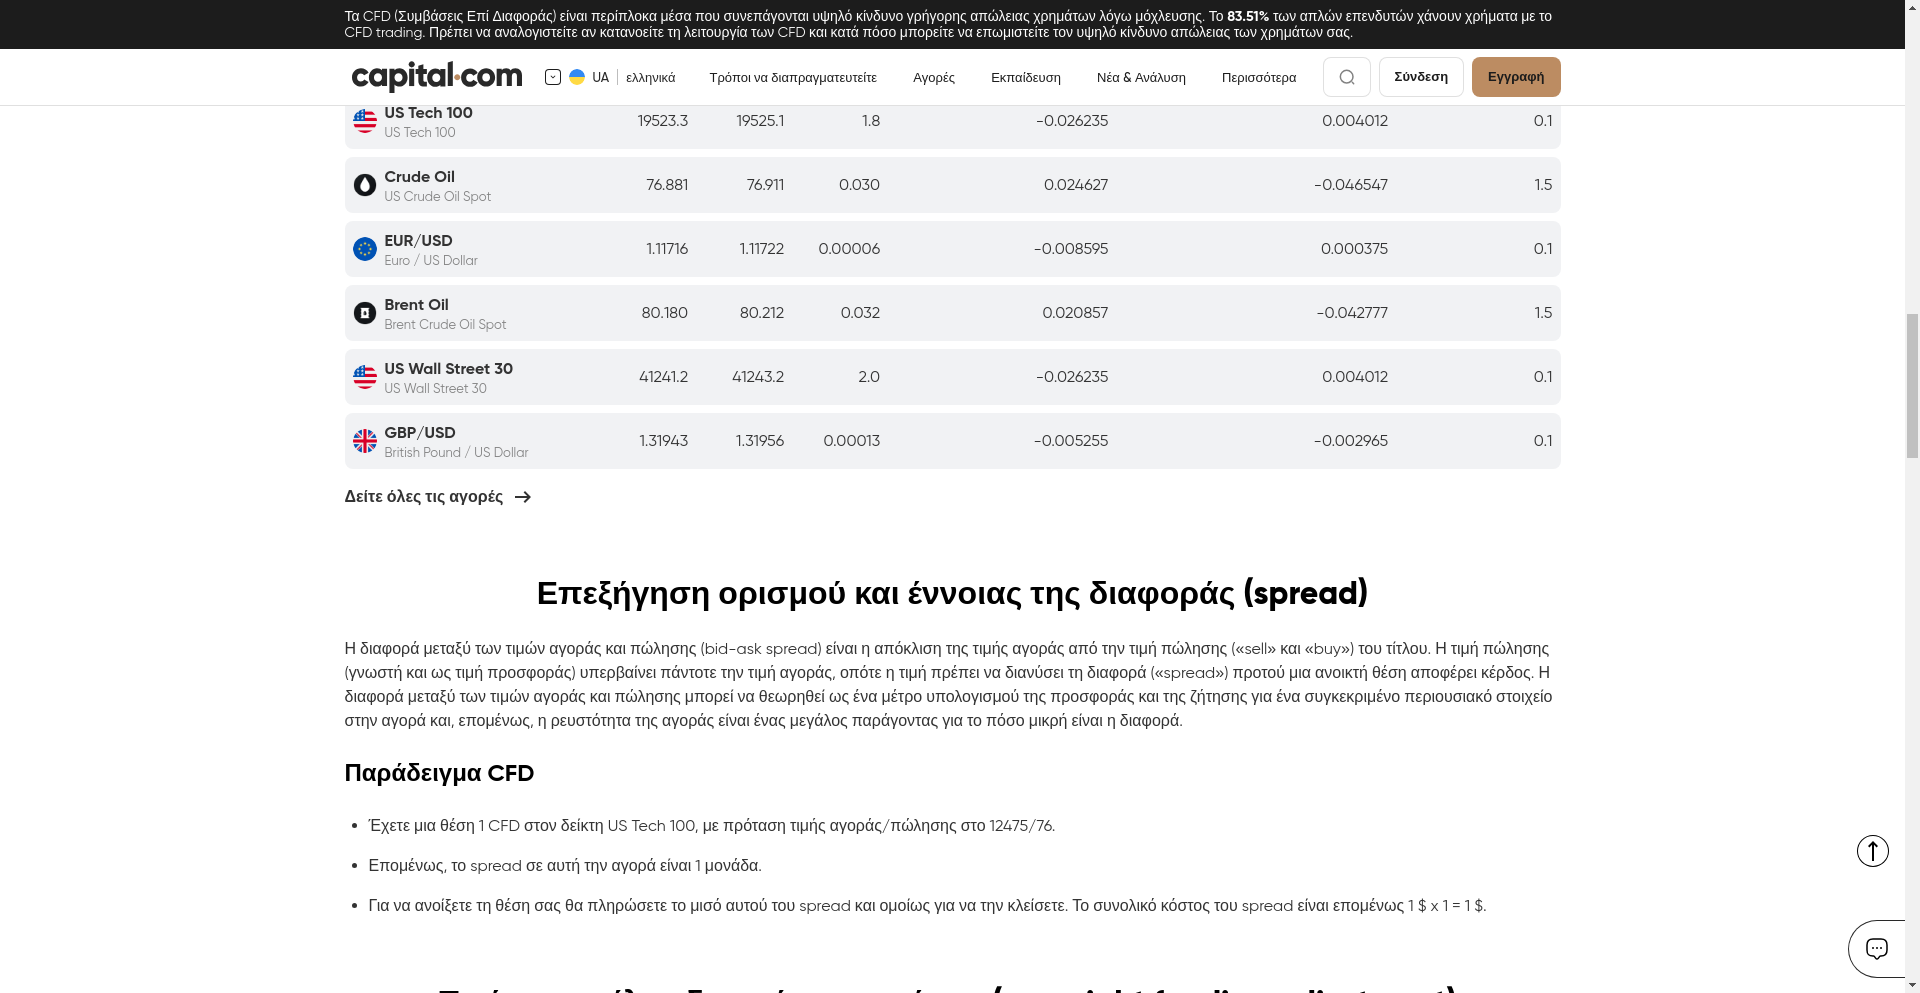 Τα CFD (Συμβάσεις Επί Διαφοράς) είναι περίπλοκα μέσα που συνεπάγονται υψηλό κίνδυνο γρήγορης απώλειας χρημάτων λόγω μόχλευσης. Το 83.51% των απλών επενδυτών χάνουν χρήματα με το
CFD trading. Πρέπει να αναλογιστείτε αν κατανοείτε τη λειτουργία των CFD και κατά πόσο μπορείτε να επωμιστείτε τον υψηλό κίνδυνο απώλειας των χρημάτων σας.
capital.com UA ελληνικά Τρόποι να διαπραγματευτείτε Αγορές Εκπαίδευση Νέα & Ανάλυση Περισσότερα Σύνδεση Εγγραφή
US Tech 100 19523.3 19525.1 1.8 -0.026235 0.004012 0.1
US Tech 100
Crude Oil 76.881 76.911 0.030 0.024627 -0.046547 1.5
US Crude Oil Spot
EUR/USD 1.11716 1.11722 0.00006 -0.008595 0.000375 0.1
Euro / US Dollar
Brent Oil 80.180 80.212 0.032 0.020857 -0.042777 1.5
Brent Crude Oil Spot
US Wall Street 30 41241.2 41243.2 2.0 -0.026235 0.004012 0.1
US Wall Street 30
GBP/USD 1.31943 1.31956 0.00013 -0.005255 -0.002965 0.1
British Pound / US Dollar
Δείτε όλες τις αγορές
Επεξήγηση ορισμού και έννοιας της διαφοράς (spread)
Η διαφορά μεταξύ των τιμών αγοράς και πώλησης (bid-ask spread) είναι η απόκλιση της τιμής αγοράς από την τιμή πώλησης («sell» και «buy») του τίτλου. Η τιμή πώλησης
(γνωστή και ως τιμή προσφοράς) υπερβαίνει πάντοτε την τιμή αγοράς, οπότε η τιμή πρέπει να διανύσει τη διαφορά («spread») προτού μια ανοικτή θέση αποφέρει κέρδος. Η
διαφορά μεταξύ των τιμών αγοράς και πώλησης μπορεί να θεωρηθεί ως ένα μέτρο υπολογισμού της προσφοράς και της ζήτησης για ένα συγκεκριμένο περιουσιακό στοιχείο
στην αγορά και, επομένως, η ρευστότητα της αγοράς είναι ένας μεγάλος παράγοντας για το πόσο μικρή είναι η διαφορά.
Παράδειγμα CFD
• Έχετε μια θέση 1 CFD στον δείκτη US Tech 100, με πρόταση τιμής αγοράς/πώλησης στο 12475/76.
• Επομένως, το spread σε αυτή την αγορά είναι 1 μονάδα.
• Για να ανοίξετε τη θέση σας θα πληρώσετε το μισό αυτού του spread και ομοίως για να την κλείσετε. Το συνολικό κόστος του spread είναι επομένως 1 $ x 1 = 1 $.